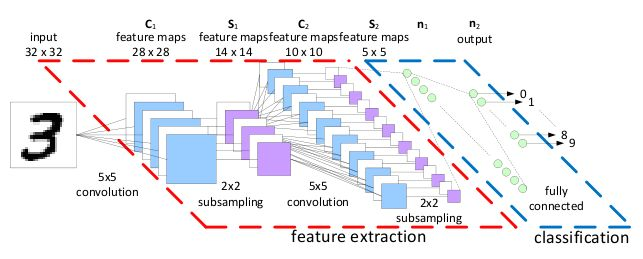 C1
S1
C2
S2
n1
n2
input
feature maps
feature maps
feature maps
feature maps
output
32 x 32
28 x 28
14 x 14
10 x 10
5 x 5
0
1
8
9
3
5x5
convolution
2x2
subsampling
5x5
convolution
2x2
subsampling
fully
connected
feature extraction
classification